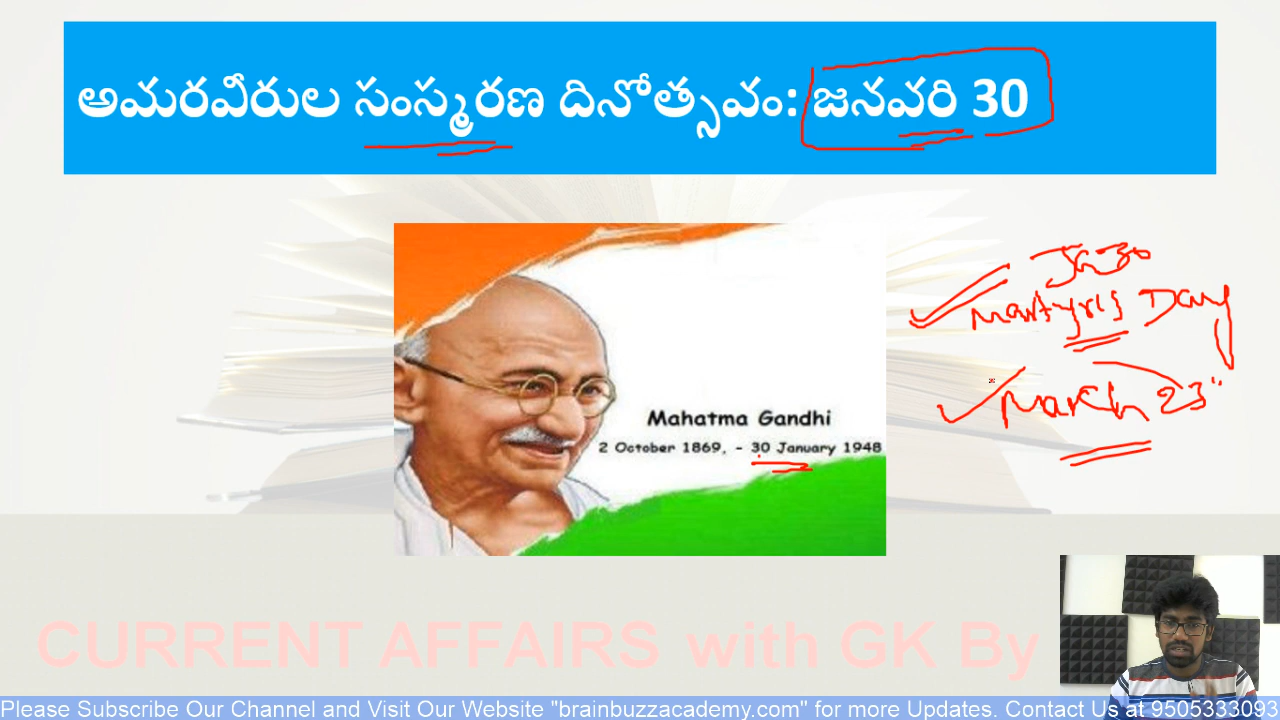 అమరవీరుల సంస్మరణ దినోత్సవం: జనవరి 30
Jan 30
Martyrs Day
March 23
Mahatma Gandhi
2 October 1869, - 30 January 1948
CURRENT AFFAIRS with GK By
Please Subscribe Our Channel and Visit Our Website "brainbuzzacademy.com" for more Updates. Contact Us at 9505333093